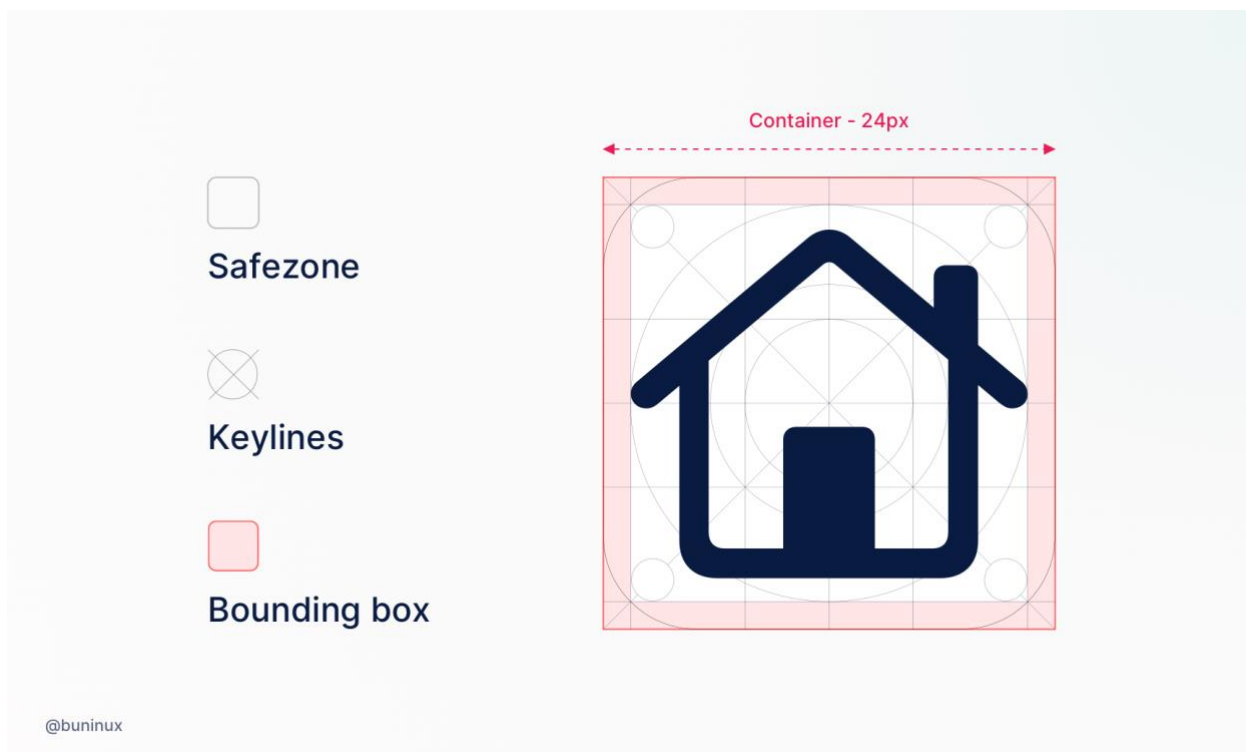 Container - 24px
Safezone
Keylines
Bounding box
@buninux